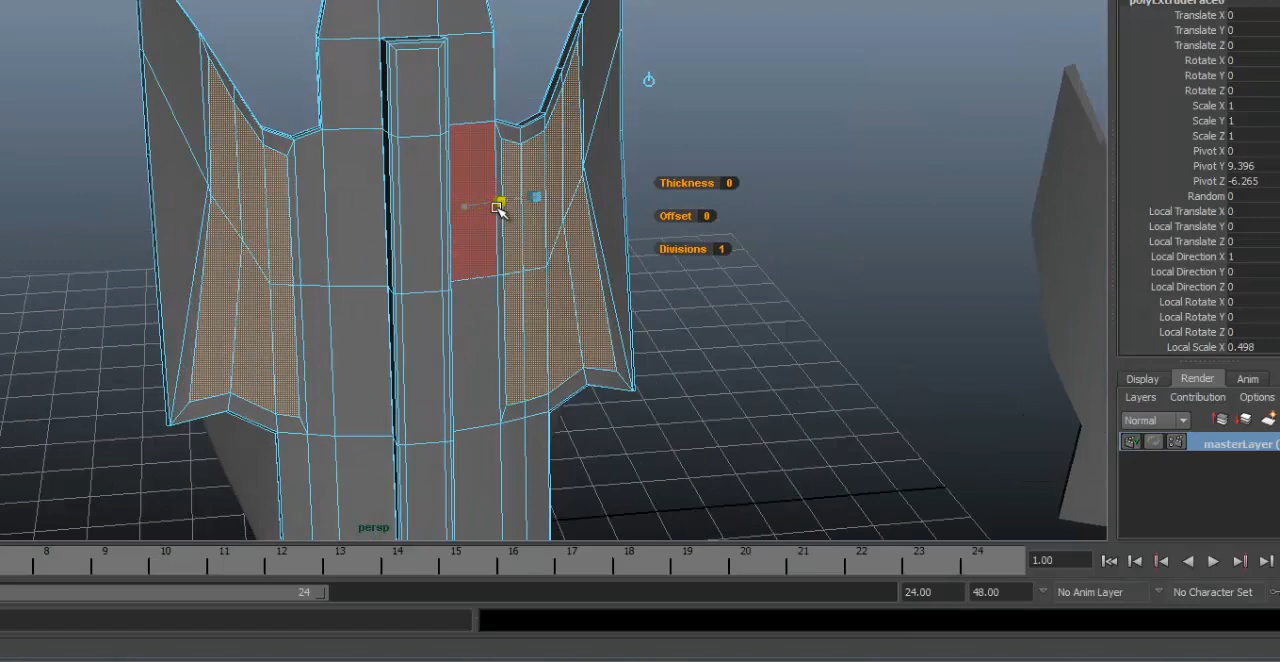 Translate X 0
Translate Y 0
Translate Z 0
Rotate X 0
Rotate Y 0
Rotate Z 0
Scale X 1
Scale Y 1
Scale Z 1
Pivot X 0
Pivot Y 9.396
Pivot Z -6.265
Random 0
Local Translate X 0
Local Translate Y 0
Local Translate Z 0
Local Direction X 1
Local Direction Y 0
Local Direction Z 0
Local Rotate X 0
Local Rotate Y 0
Local Rotate Z 0
Local Scale X 0.498
Thickness 0
Offset 0
Divisions 1
Display Render Anim
Layers Contribution Options
Normal
masterLayer (
persp
8 9 10 11 12 13 14 15 16 17 18 19 20 21 22 23 24
1.00
24
24.00 48.00 No Anim Layer No Character Set